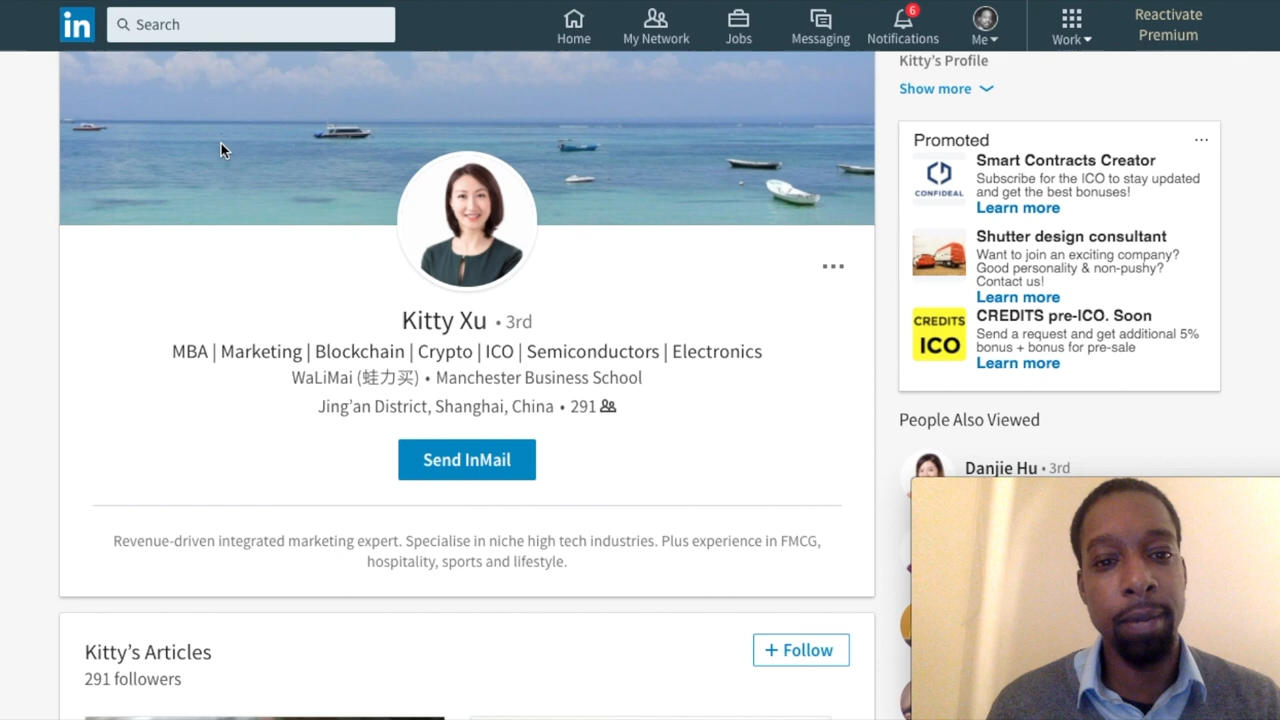 in
Search
Home
My Network
Jobs
Messaging
6
Notifications
Me
Work
Reactivate
Premium
Kitty's Profile
Show more
Kitty Xu • 3rd
MBA | Marketing | Blockchain | Crypto | ICO | Semiconductors | Electronics
WaLiMai (蛙力买) • Manchester Business School
Jing'an District, Shanghai, China • 291
Send InMail
Revenue-driven integrated marketing expert. Specialise in niche high tech industries. Plus experience in FMCG,
hospitality, sports and lifestyle.
Kitty's Articles
291 followers
+ Follow
Promoted
CONFIDEAL
Smart Contracts Creator
Subscribe for the ICO to stay updated
and get the best bonuses!
Learn more
Shutter design consultant
Want to join an exciting company?
Good personality & non-pushy?
Contact us!
Learn more
CREDITS
ICO
CREDITS pre-ICO. Soon
Send a request and get additional 5%
bonus + bonus for pre-sale
Learn more
People Also Viewed
Danjie Hu • 3rd